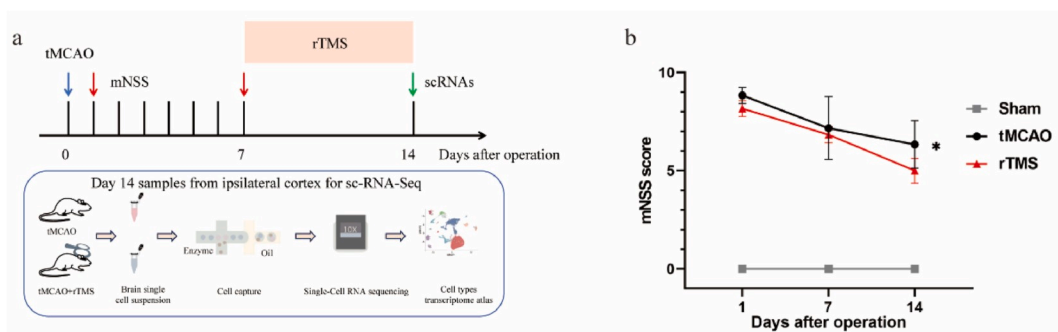 a
rTMS
tMCAO
mNSS
scRNAs
0
7
14
Days after operation
Day 14 samples from ipsilateral cortex for sc-RNA-Seq
tMCAO
tMCAO+rTMS
Brain single
cell suspension
Enzyme
Oil
Cell capture
10X
Single-Cell RNA sequencing
Cell types
transcriptome atlas
b
mNSS score
10
5
0
1
7
14
Days after operation
*
Sham
tMCAO
rTMS